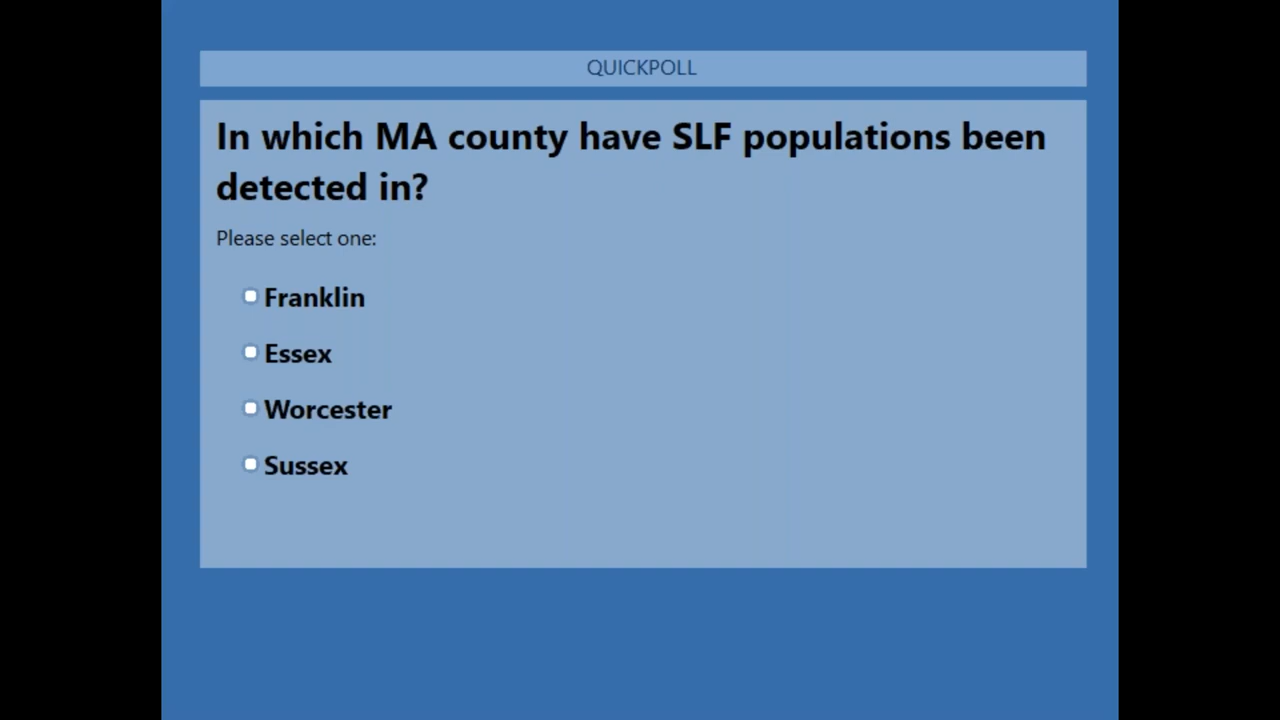 QUICKPOLL
In which MA county have SLF populations been
detected in?
Please select one:
Franklin
Essex
Worcester
Sussex